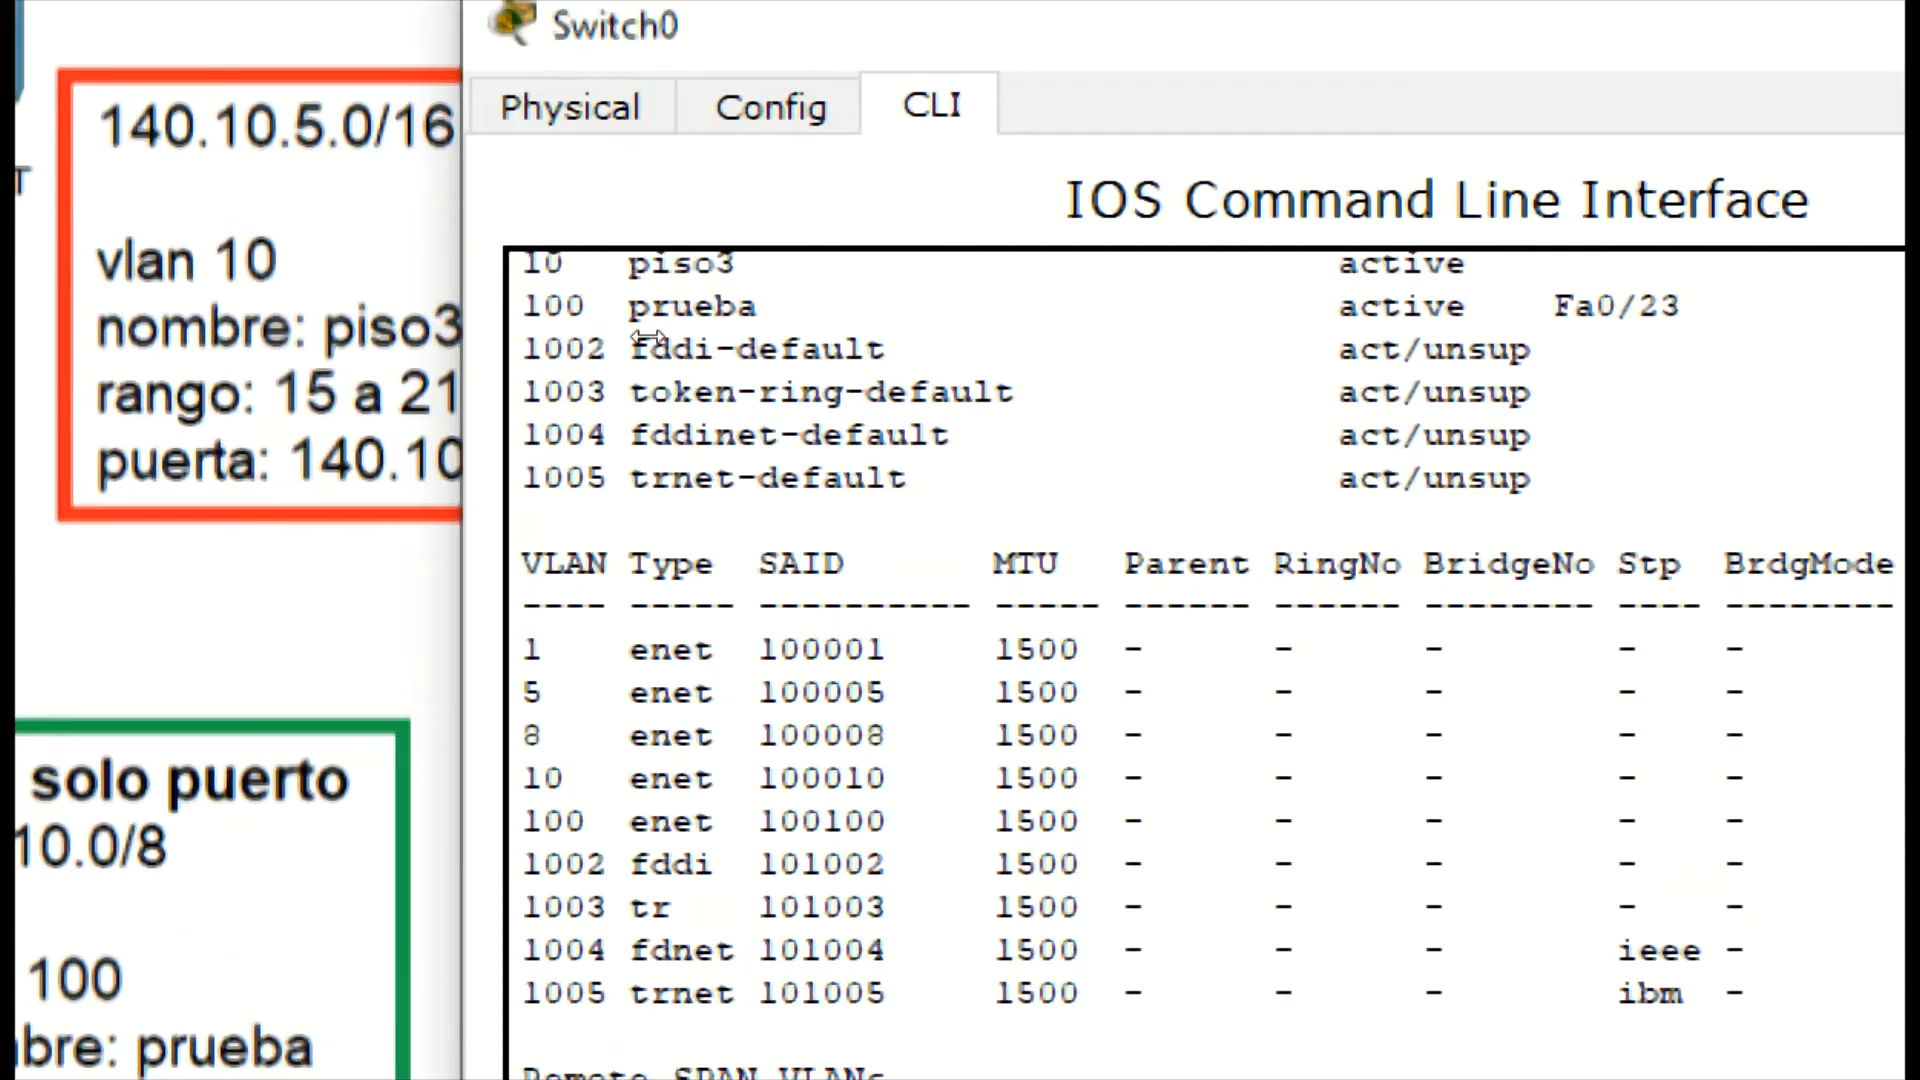 Switch0
Physical Config CLI
IOS Command Line Interface
T
140.10.5.0/16
vlan 10
nombre: piso3
rango: 15 a 21
puerta: 140.10
solo puerto
10.0/8
100
bre: prueba
10 piso3 active
100 prueba active Fa0/23
1002 fddi-default act/unsup
1003 token-ring-default act/unsup
1004 fddinet-default act/unsup
1005 trnet-default act/unsup
VLAN Type SAID MTU Parent RingNo BridgeNo Stp BrdgMode
---- ----- ---------- ----- ------ ------ -------- ---- --------
1 enet 100001 1500 - - - - -
5 enet 100005 1500 - - - - -
8 enet 100008 1500 - - - - -
10 enet 100010 1500 - - - - -
100 enet 100100 1500 - - - - -
1002 fddi 101002 1500 - - - - -
1003 tr 101003 1500 - - - - -
1004 fdnet 101004 1500 - - - ieee -
1005 trnet 101005 1500 - - - ibm -
Remote SPAN VLANs